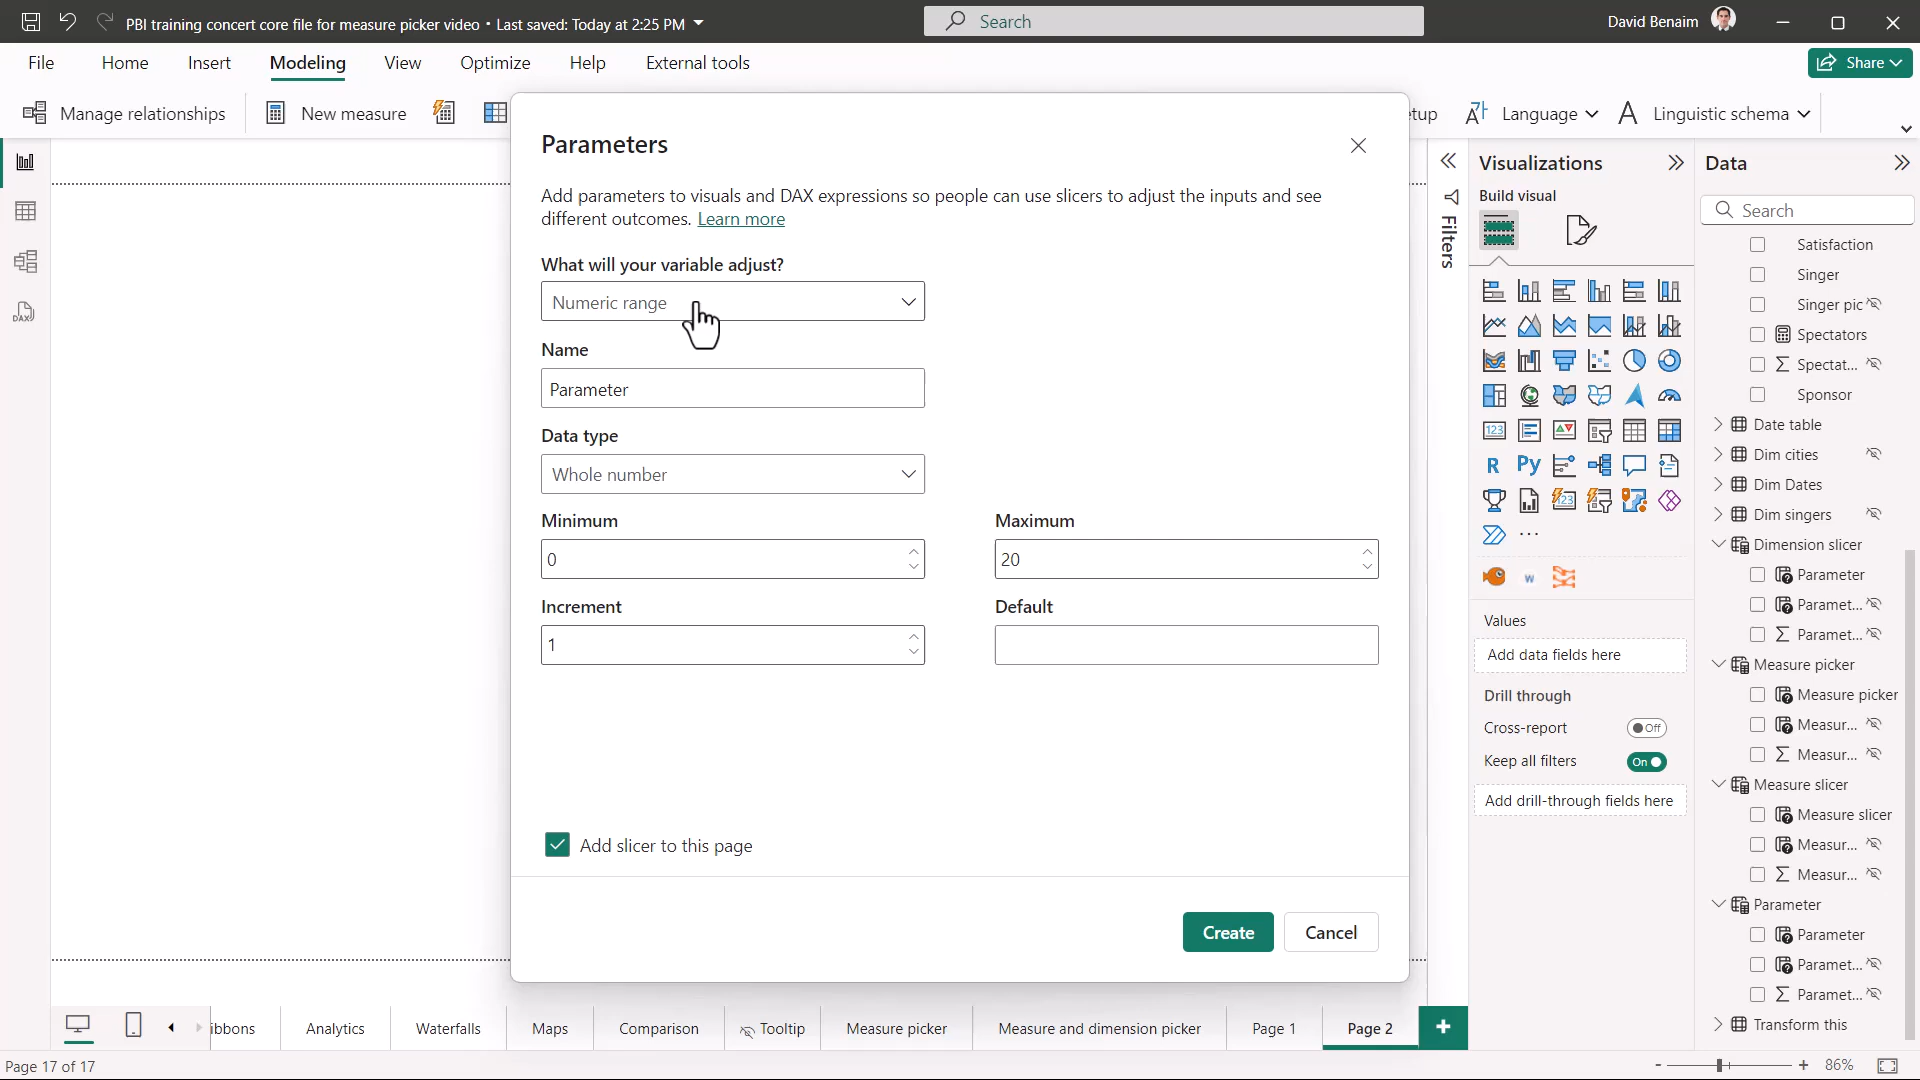 PBI training concert core file for measure picker video • Last saved: Today at 2:25 PM
Search
David Benaim
File
Home
Insert
Modeling
View
Optimize
Help
External tools
Share
Manage relationships
New measure
etup
Language
Linguistic schema
Parameters
Add parameters to visuals and DAX expressions so people can use slicers to adjust the inputs and see
different outcomes. Learn more
What will your variable adjust?
Numeric range
Name
Parameter
Data type
Whole number
Minimum
Maximum
0
20
Increment
Default
1
Add slicer to this page
Create
Cancel
Filters
Visualizations
Build visual
123
R
Py
123
W
...
Values
Add data fields here
Drill through
Cross-report
Off
Keep all filters
On
Add drill-through fields here
Data
Search
Satisfaction
Singer
Singer pic
Spectators
Spectat...
Sponsor
Date table
Dim cities
Dim Dates
Dim singers
Dimension slicer
Parameter
Paramet...
Paramet...
Measure picker
Measure picker
Measur...
Measur...
Measure slicer
Measure slicer
Measur...
Measur...
Parameter
Parameter
Paramet...
Paramet...
Transform this
DAX
ibbons
Analytics
Waterfalls
Maps
Comparison
Tooltip
Measure picker
Measure and dimension picker
Page 1
Page 2
+
Page 17 of 17
- + 86%